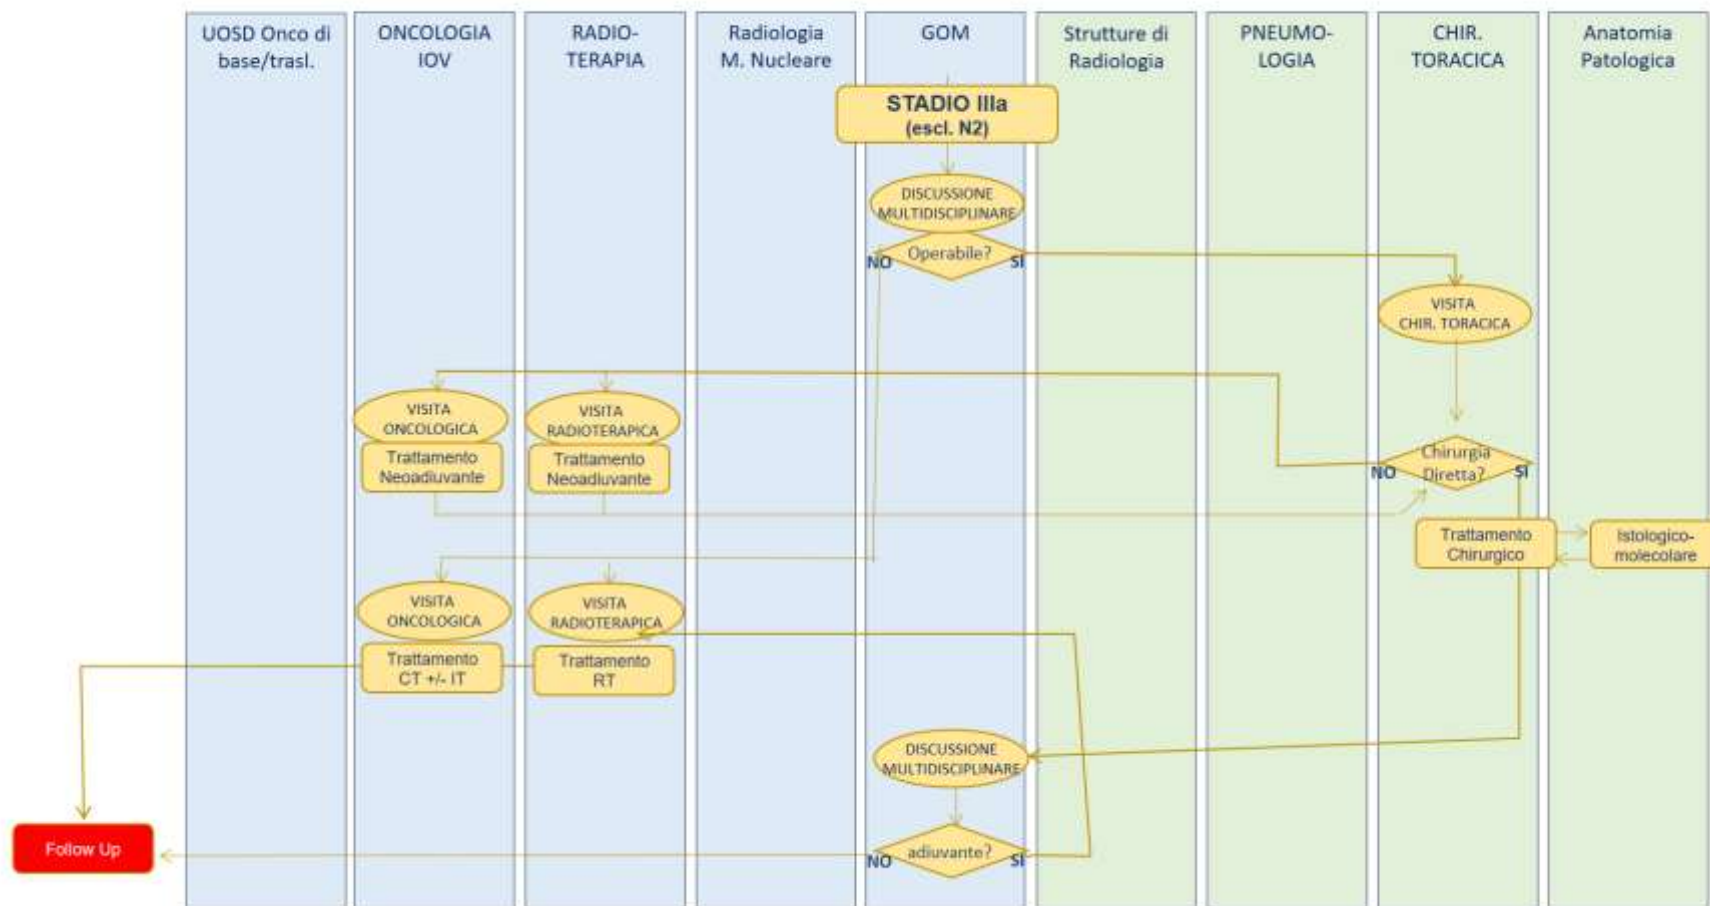 UOSD Onco di
base/trasl.
ONCOLOGIA
IOV
RADIO-
TERAPIA
Radiologia
M. Nucleare
GOM
Strutture di
Radiologia
PNEUMO-
LOGIA
CHIR.
TORACICA
Anatomia
Patologica
STADIO IIIa
(escl. N2)
DISCUSSIONE
MULTIDISCIPLINARE
Operabile?
NO
SI
VISITA
CHIR. TORACICA
VISITA
ONCOLOGICA
Trattamento
Neoadiuvante
VISITA
RADIOTERAPICA
Trattamento
Neoadiuvante
Chirurgia
Diretta?
NO
SI
Trattamento
Chirurgico
Istologico-
molecolare
VISITA
ONCOLOGICA
Trattamento
CT +/- IT
VISITA
RADIOTERAPICA
Trattamento
RT
DISCUSSIONE
MULTIDISCIPLINARE
adiuvante?
NO
SI
Follow Up